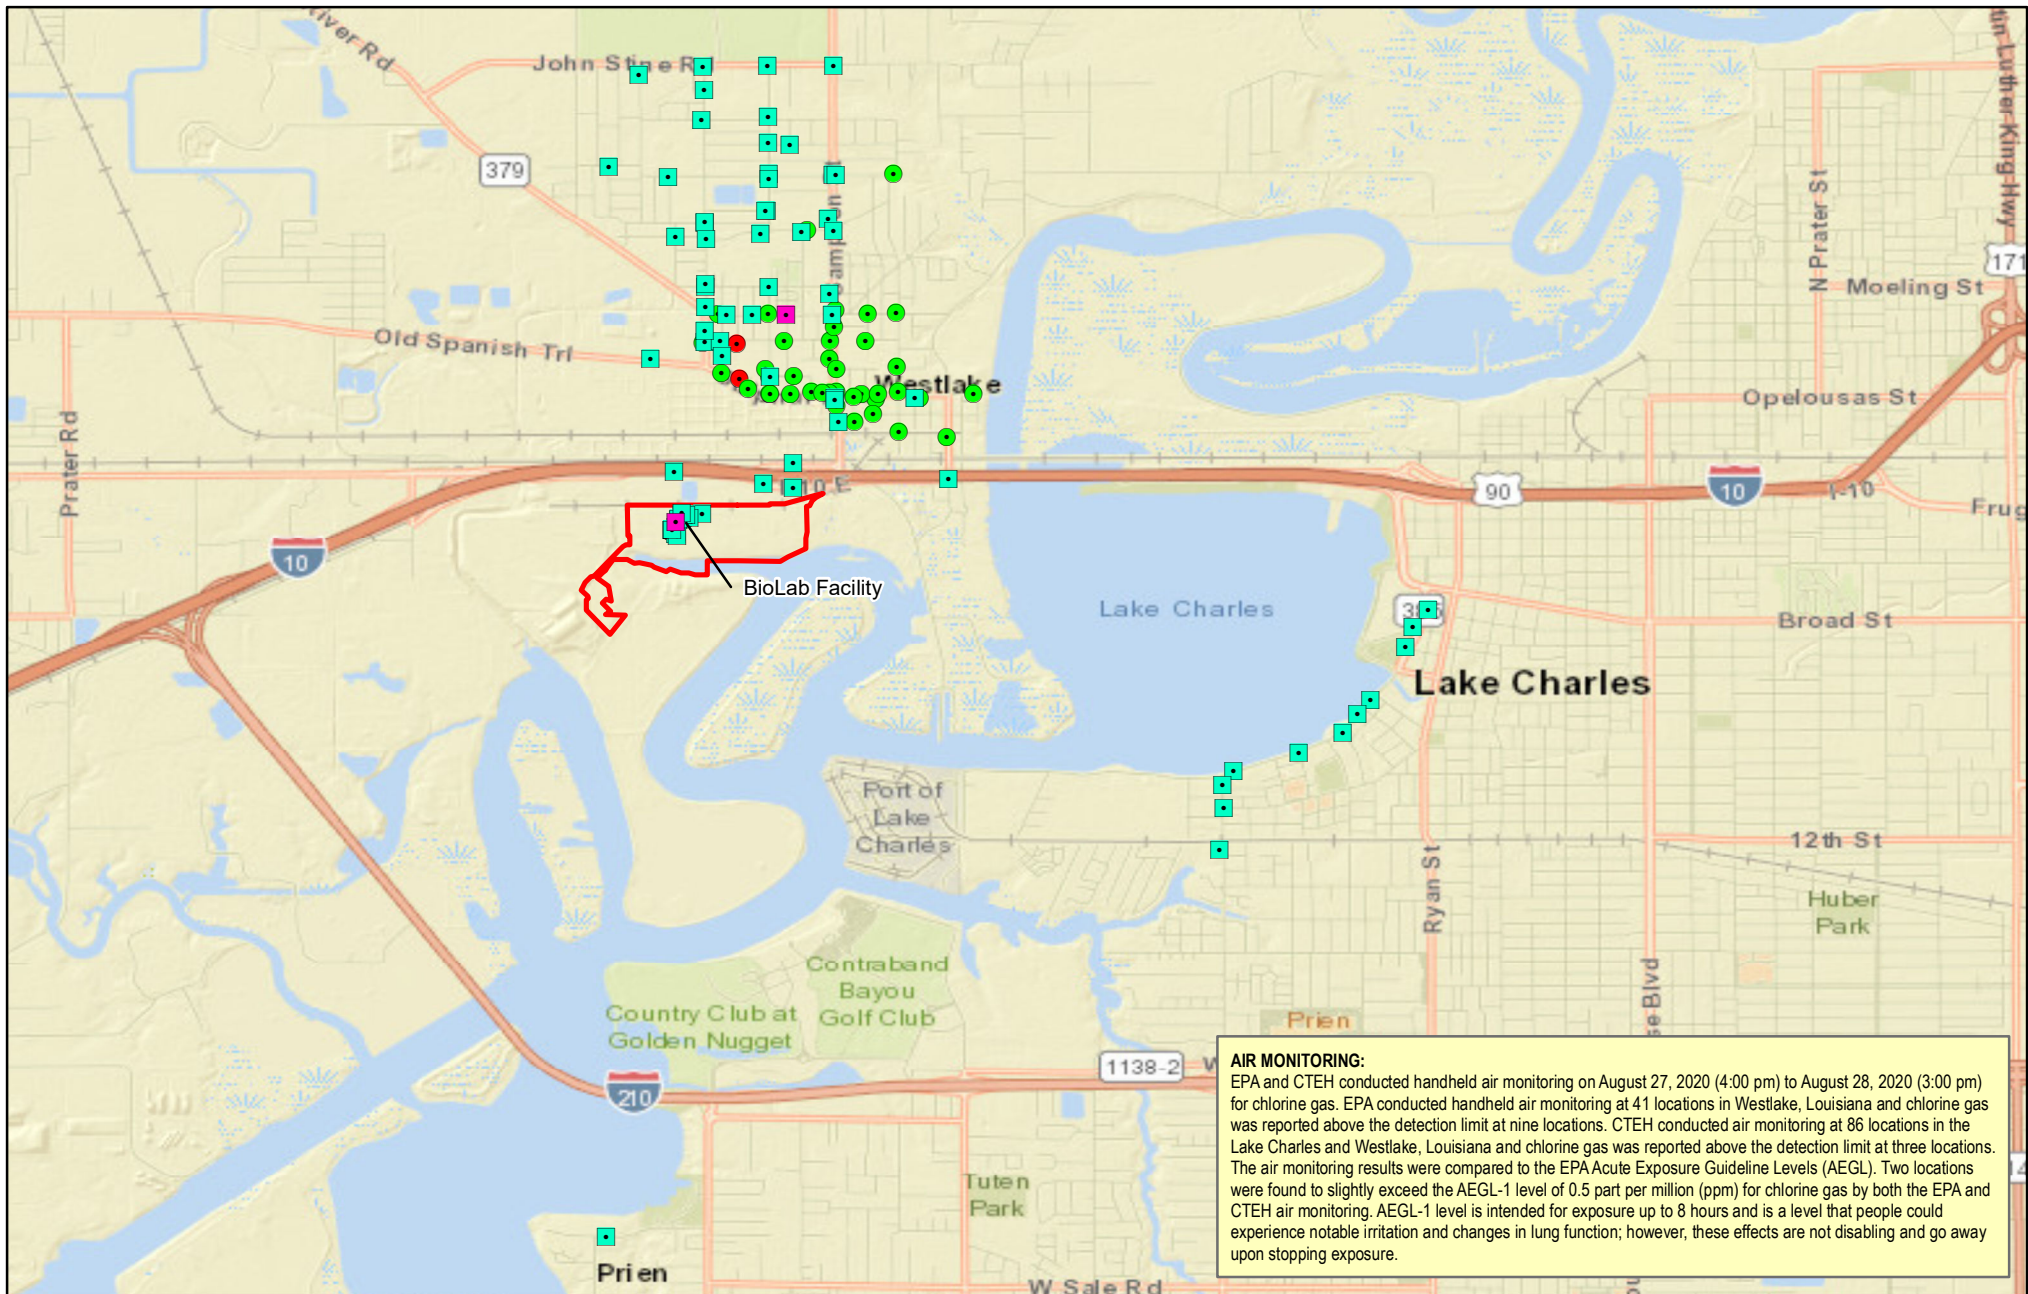 River Rd
John Stine R
tin Luther King Hwy
379
N Prater St
171
Moeling St
Old Spanish Trl
Westlake
Opelousas St
Prater Rd
I-10 E
90
10
I-10
Frug
10
BioLab Facility
Lake Charles
Broad St
Lake Charles
Port of
Lake
Charles
12th St
Ryan St
Huber
Park
Contraband
Bayou
Golf Club
Country Club at
Golden Nugget
se Blvd
Prien
1138-2
W
210
AIR MONITORING:
EPA and CTEH conducted handheld air monitoring on August 27, 2020 (4:00 pm) to August 28, 2020 (3:00 pm)
for chlorine gas. EPA conducted handheld air monitoring at 41 locations in Westlake, Louisiana and chlorine gas
was reported above the detection limit at nine locations. CTEH conducted air monitoring at 86 locations in the
Lake Charles and Westlake, Louisiana and chlorine gas was reported above the detection limit at three locations.
The air monitoring results were compared to the EPA Acute Exposure Guideline Levels (AEGL). Two locations
were found to slightly exceed the AEGL-1 level of 0.5 part per million (ppm) for chlorine gas by both the EPA and
CTEH air monitoring. AEGL-1 level is intended for exposure up to 8 hours and is a level that people could
experience notable irritation and changes in lung function; however, these effects are not disabling and go away
upon stopping exposure.
14
Tuten
Park
Prien
W Sale Rd